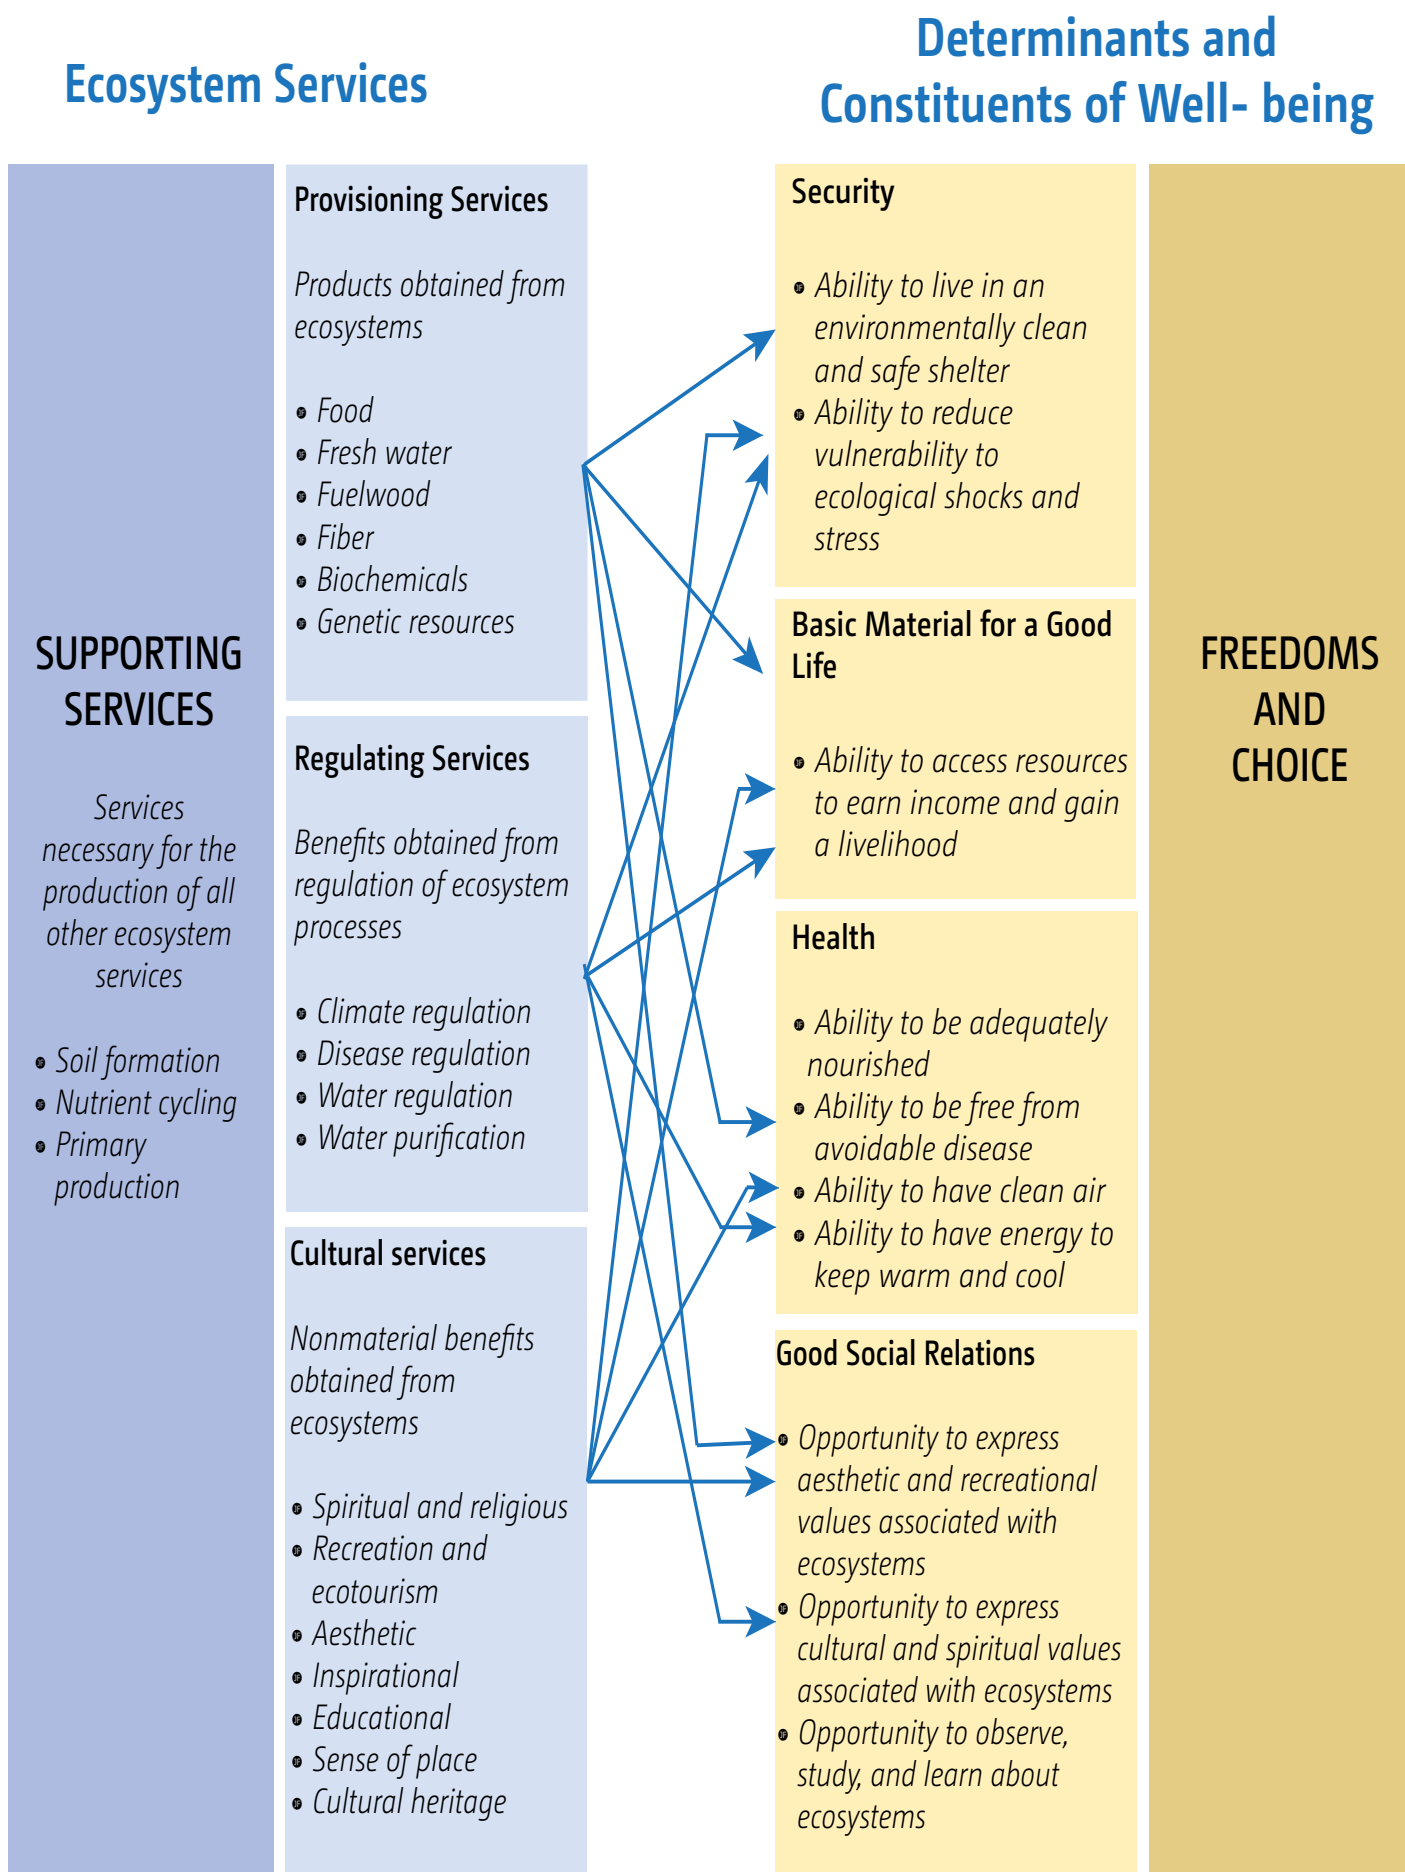 Ecosystem Services
Determinants and
Constituents of Well- being
SUPPORTING
SERVICES
Services
necessary for the
production of all
other ecosystem
services
• Soil formation
• Nutrient cycling
• Primary
production
Provisioning Services
Products obtained from
ecosystems
• Food
• Fresh water
• Fuelwood
• Fiber
• Biochemicals
• Genetic resources
Regulating Services
Benefits obtained from
regulation of ecosystem
processes
• Climate regulation
• Disease regulation
• Water regulation
• Water purification
Cultural services
Nonmaterial benefits
obtained from
ecosystems
• Spiritual and religious
• Recreation and
ecotourism
• Aesthetic
• Inspirational
• Educational
• Sense of place
• Cultural heritage
Security
• Ability to live in an
environmentally clean
and safe shelter
• Ability to reduce
vulnerability to
ecological shocks and
stress
Basic Material for a Good
Life
• Ability to access resources
to earn income and gain
a livelihood
Health
• Ability to be adequately
nourished
• Ability to be free from
avoidable disease
• Ability to have clean air
• Ability to have energy to
keep warm and cool
Good Social Relations
• Opportunity to express
aesthetic and recreational
values associated with
ecosystems
• Opportunity to express
cultural and spiritual values
associated with ecosystems
• Opportunity to observe,
study, and learn about
ecosystems
FREEDOMS
AND
CHOICE